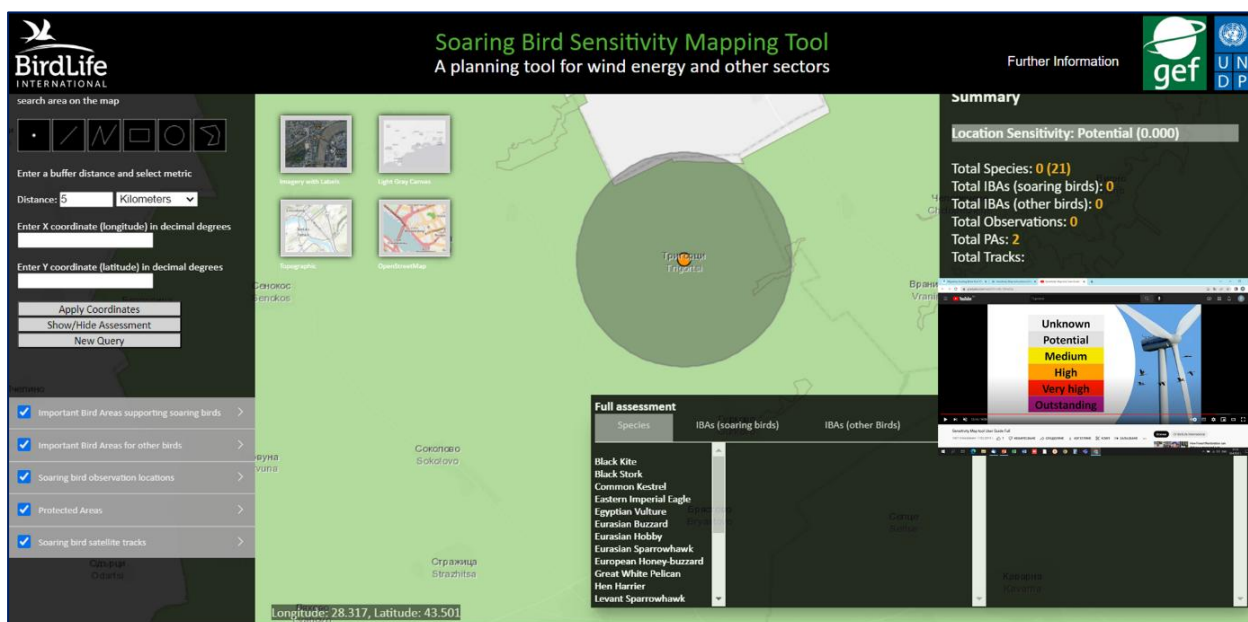 BirdLife
INTERNATIONAL
Soaring Bird Sensitivity Mapping Tool
A planning tool for wind energy and other sectors
Further Information
gef
U N
D P
search area on the map
Enter a buffer distance and select metric
Distance: 5 Kilometers
Enter X coordinate (longitude) in decimal degrees
Enter Y coordinate (latitude) in decimal degrees
Apply Coordinates
Show/Hide Assessment
New Query
Important Bird Areas supporting soaring birds
Important Bird Areas for other birds
Soaring bird observation locations
Protected Areas
Soaring bird satellite tracks
Imagery with Labels
Light Gray Canvas
Topographic
OpenStreetMap
Сенокос
Senokos
Тригорци
Trigortsi
Соколово
Sokolovo
Стражица
Strazhitsa
Longitude: 28.317, Latitude: 43.501
Summary
Location Sensitivity: Potential (0.000)
Total Species: 0 (21)
Total IBAs (soaring birds): 0
Total IBAs (other birds): 0
Total Observations: 0
Total PAs: 2
Total Tracks:
YouTube
Unknown
Potential
Medium
High
Very high
Outstanding
Full assessment
Species
IBAs (soaring birds)
IBAs (other Birds)
Black Kite
Black Stork
Common Kestrel
Eastern Imperial Eagle
Egyptian Vulture
Eurasian Buzzard
Eurasian Hobby
Eurasian Sparrowhawk
European Honey-buzzard
Great White Pelican
Hen Harrier
Levant Sparrowhawk